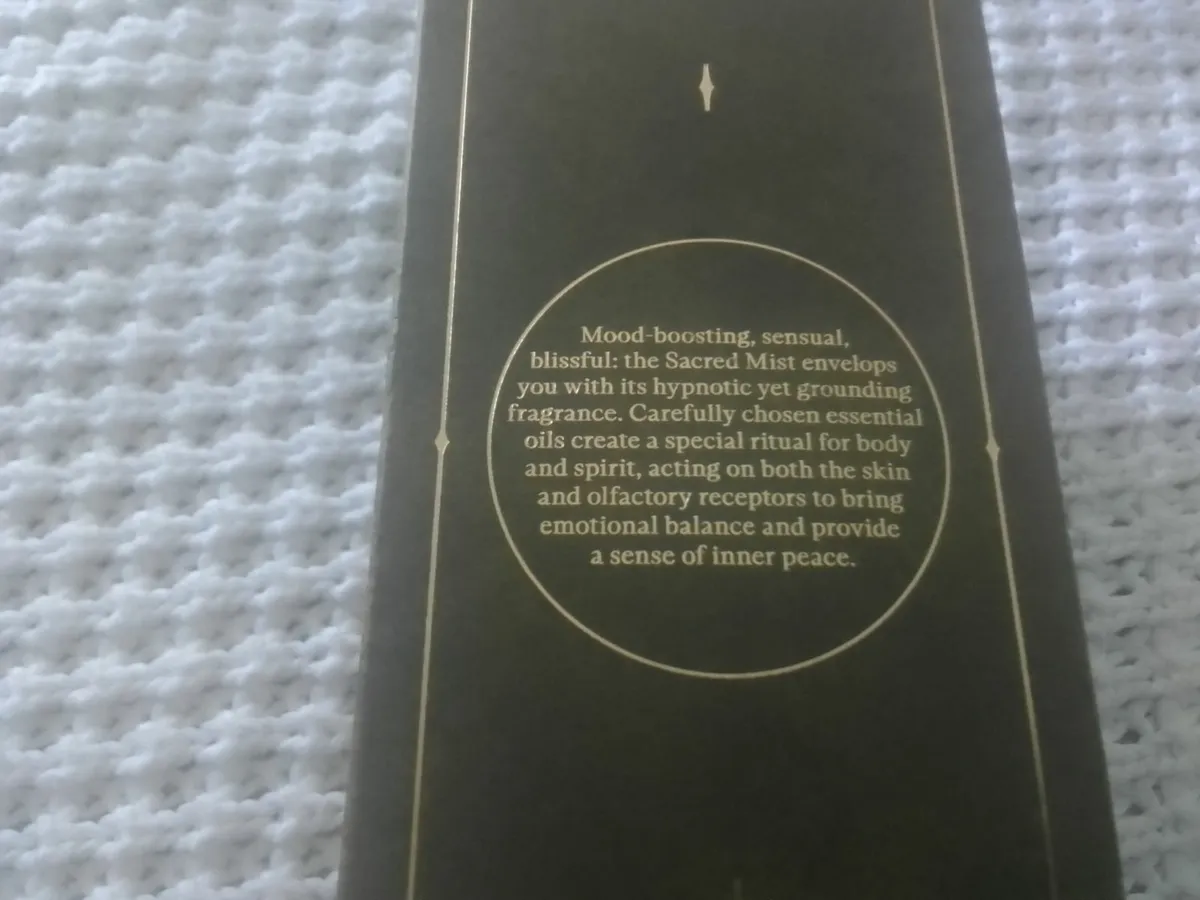 Mood-boosting, sensual,
blissful: the Sacred Mist envelops
you with its hypnotic yet grounding
fragrance. Carefully chosen essential
oils create a special ritual for body
and spirit, acting on both the skin
and olfactory receptors to bring
emotional balance and provide
a sense of inner peace.